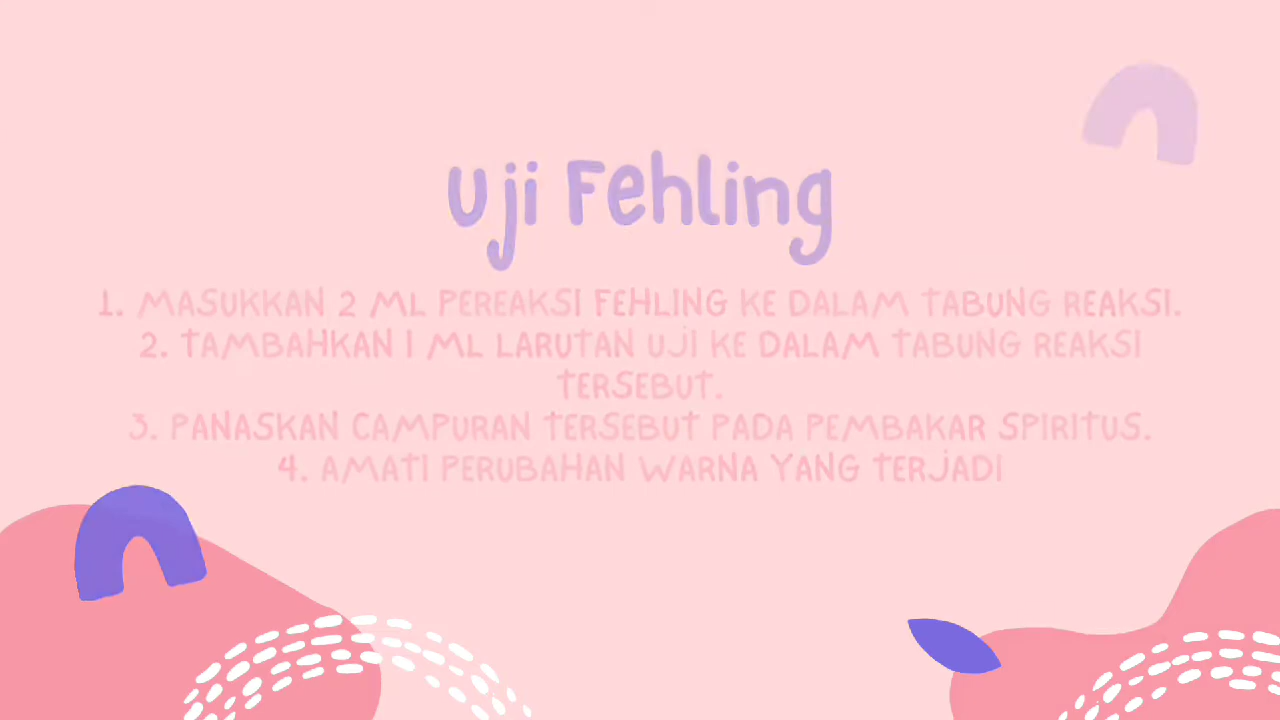 Uji Fehling
1. MASUKKAN 2 ML PEREAKSI FEHLING KE DALAM TABUNG REAKSI.
2. TAMBAHKAN 1 ML LARUTAN UJI KE DALAM TABUNG REAKSI
TERSEBUT.
3. PANASKAN CAMPURAN TERSEBUT PADA PEMBAKAR SPIRITUS.
4. AMATI PERUBAHAN WARNA YANG TERJADI